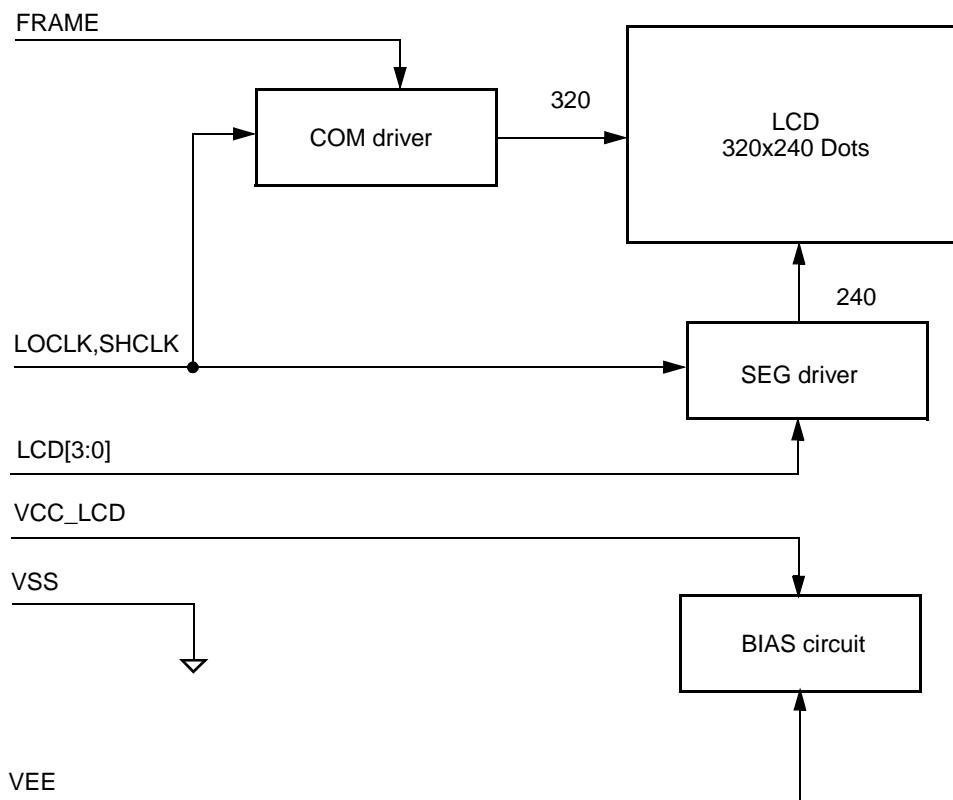 FRAME
320
COM driver
LCD
320x240 Dots
240
LOCLK,SHCLK
SEG driver
LCD[3:0]
VCC_LCD
VSS
BIAS circuit
VEE